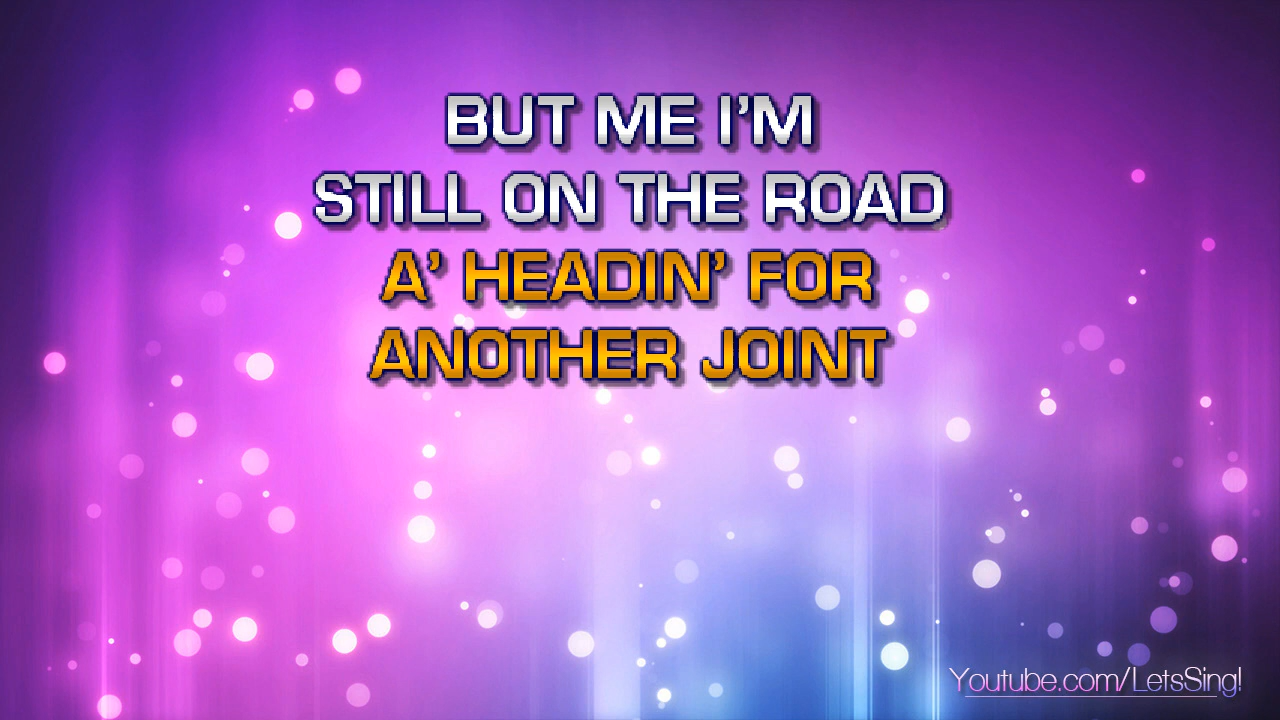 BUT ME I'M
STILL ON THE ROAD
A' HEADIN' FOR
ANOTHER JOINT
Youtube.com/LetsSing!